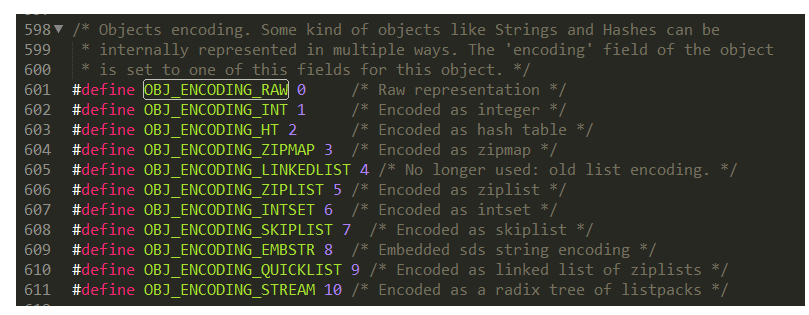 598 /* Objects encoding. Some kind of objects like Strings and Hashes can be
599 * internally represented in multiple ways. The 'encoding' field of the object
600 * is set to one of this fields for this object. */
601 #define OBJ_ENCODING_RAW 0 /* Raw representation */
602 #define OBJ_ENCODING_INT 1 /* Encoded as integer */
603 #define OBJ_ENCODING_HT 2 /* Encoded as hash table */
604 #define OBJ_ENCODING_ZIPMAP 3 /* Encoded as zipmap */
605 #define OBJ_ENCODING_LINKEDLIST 4 /* No longer used: old list encoding. */
606 #define OBJ_ENCODING_ZIPLIST 5 /* Encoded as ziplist */
607 #define OBJ_ENCODING_INTSET 6 /* Encoded as intset */
608 #define OBJ_ENCODING_SKIPLIST 7 /* Encoded as skiplist */
609 #define OBJ_ENCODING_EMBSTR 8 /* Embedded sds string encoding */
610 #define OBJ_ENCODING_QUICKLIST 9 /* Encoded as linked list of ziplists */
611 #define OBJ_ENCODING_STREAM 10 /* Encoded as a radix tree of listpacks */